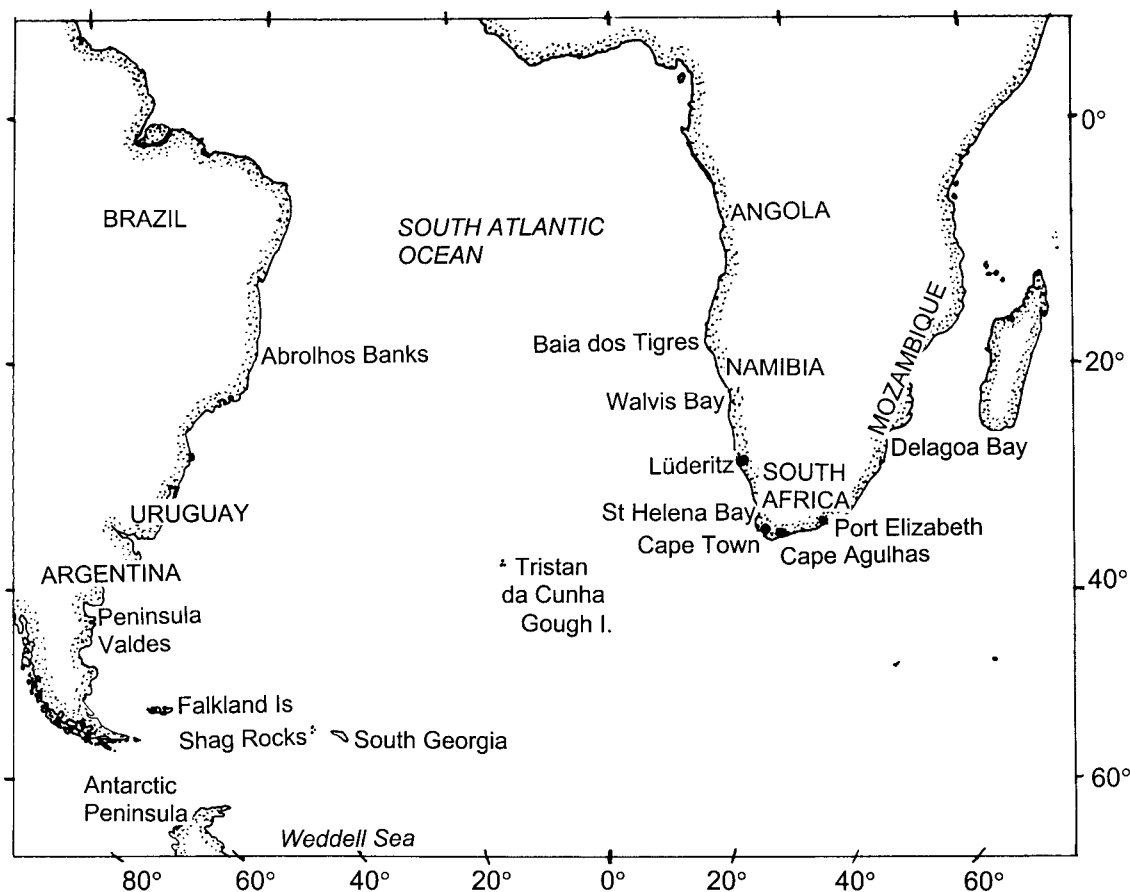 0°
BRAZIL
ANGOLA
SOUTH ATLANTIC
OCEAN
MOZAMBIQUE
Baia dos Tigres
Abrolhos Banks
20°
NAMIBIA
Walvis Bay
Delagoa Bay
Lüderitz
SOUTH
AFRICA
URUGUAY
St Helena Bay
Port Elizabeth
Cape Town
Cape Agulhas
ARGENTINA
Tristan
da Cunha
Gough I.
40°
Peninsula
Valdes
Falkland Is
Shag Rocks
South Georgia
60°
Antarctic
Peninsula
Weddell Sea
80° 60° 40° 20° 0° 20° 40° 60°